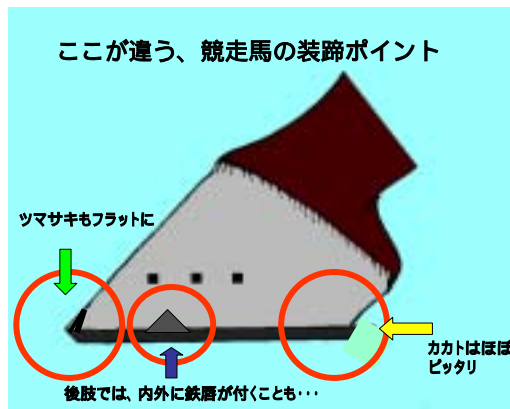 ここが違う、競走馬の装蹄ポイント
ツマサキもフラットに
カカトはほぼ
ピッタリ
後肢では、内外に鉄唇が付くことも・・・